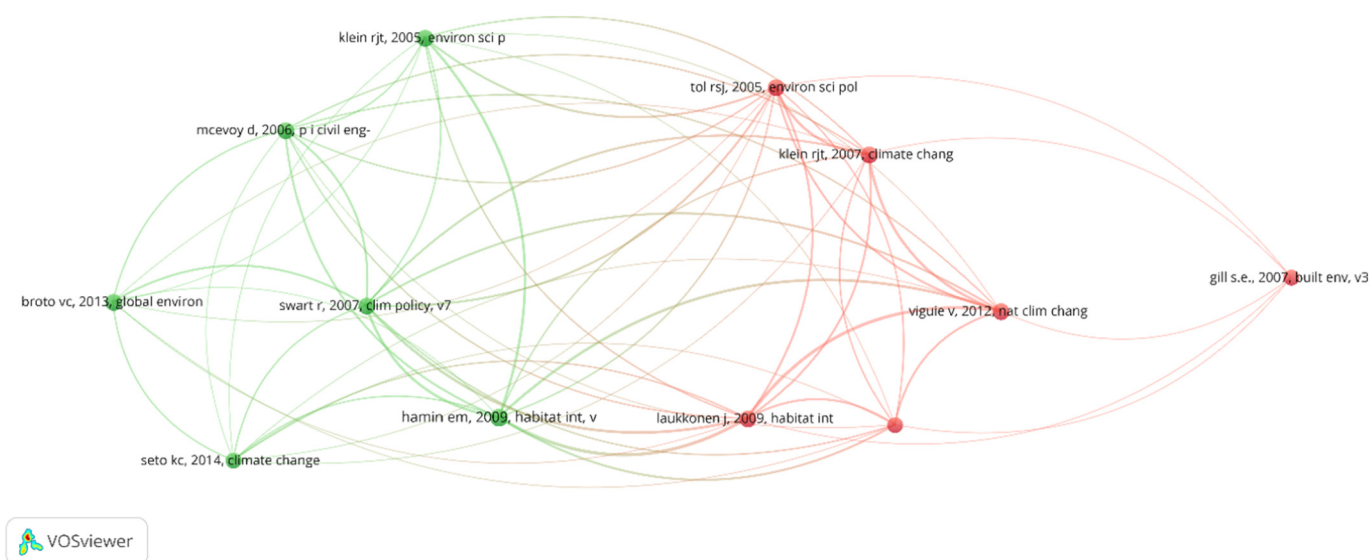 klein rjt, 2005, environ sci p
tol rsj, 2005, environ sci pol
mcevoy d, 2006, p i civil eng-
klein rjt, 2007, climate chang
gill s.e., 2007, built env, v3
broto vc, 2013, global environ
swart r, 2007, clim policy, v7
viguie v, 2012, nat clim chang
hamin em, 2009, habitat int, v
laukkonen j, 2009, habitat int
seto kc, 2014, climate change
VOSviewer